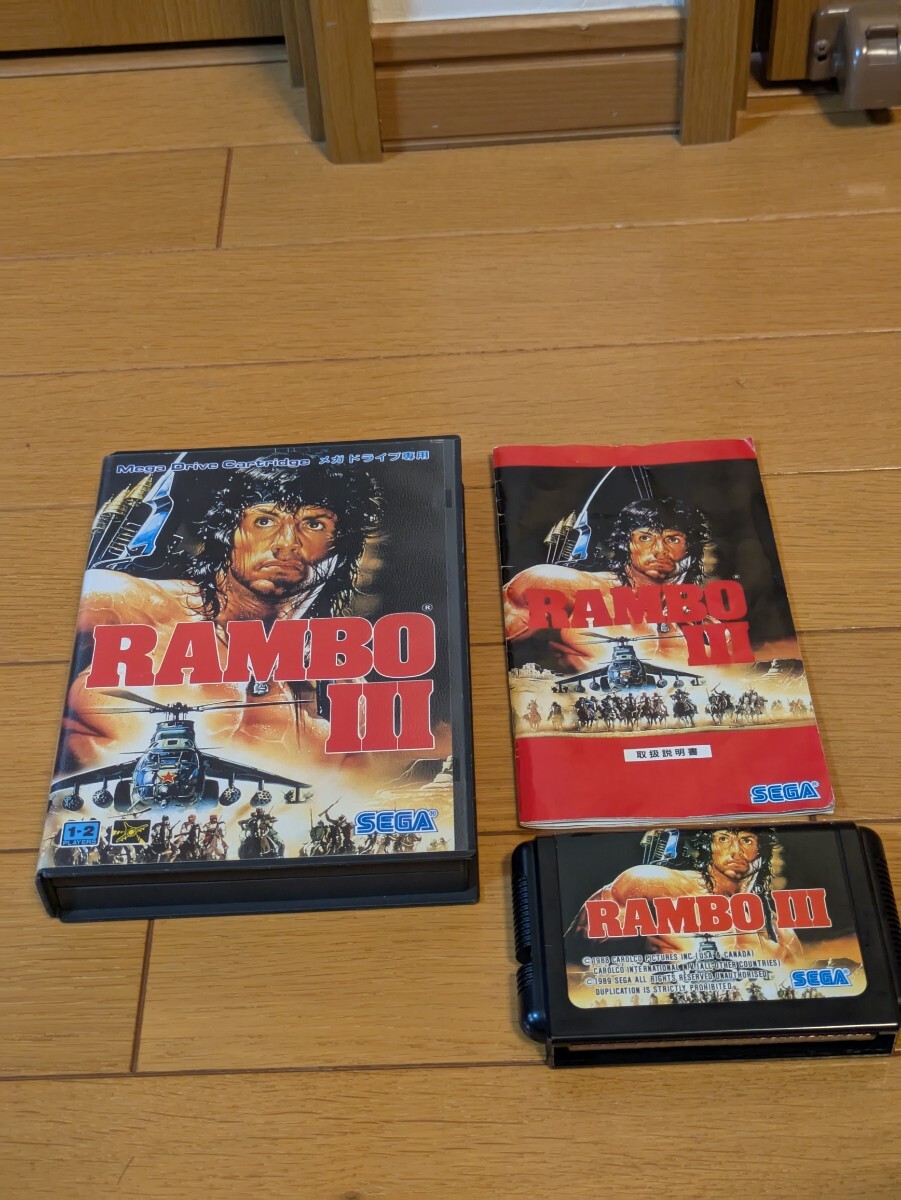 Mega Drive Cartridge メガドライブ専用
RAMBO®
III
1-2
PLAYERS
SEGA®
RAMBO®
III
取扱説明書
SEGA
RAMBO III®
© 1988 CAROLCO PICTURES INC (USA & CANADA)
CAROLCO INTERNATIONAL N.V. (ALL OTHER COUNTRIES)
© 1989 SEGA ALL RIGHTS RESERVED UNAUTHORISED
DUPLICATION IS STRICTLY PROHIBITED
SEGA®